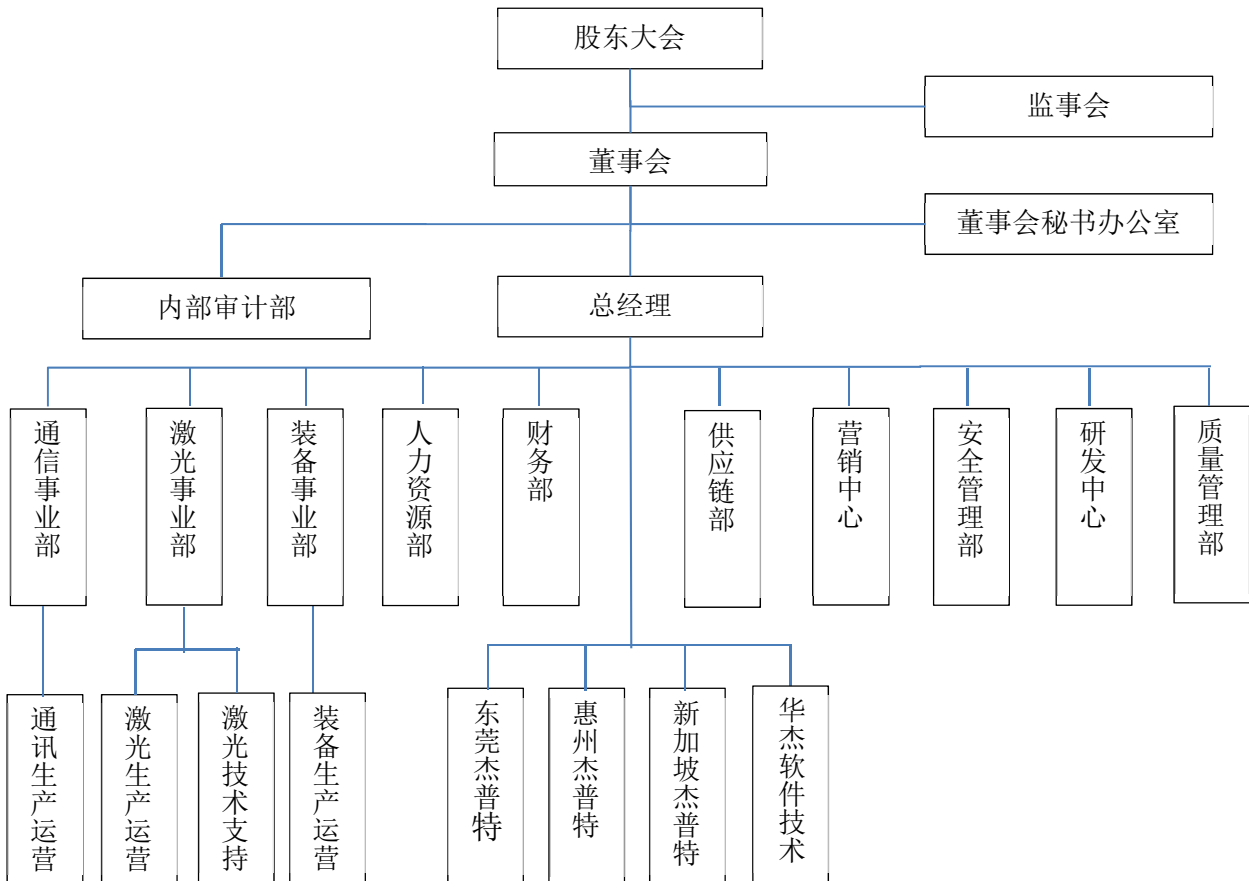 股东大会
监事会
董事会
董事会秘书办公室
内部审计部
总经理
通信事业部
激光事业部
装备事业部
人力资源部
财务部
供应链部
营销中心
安全管理部
研发中心
质量管理部
通讯生产运营
激光生产运营
激光技术支持
装备生产运营
东莞杰普特
惠州杰普特
新加坡杰普特
华杰软件技术